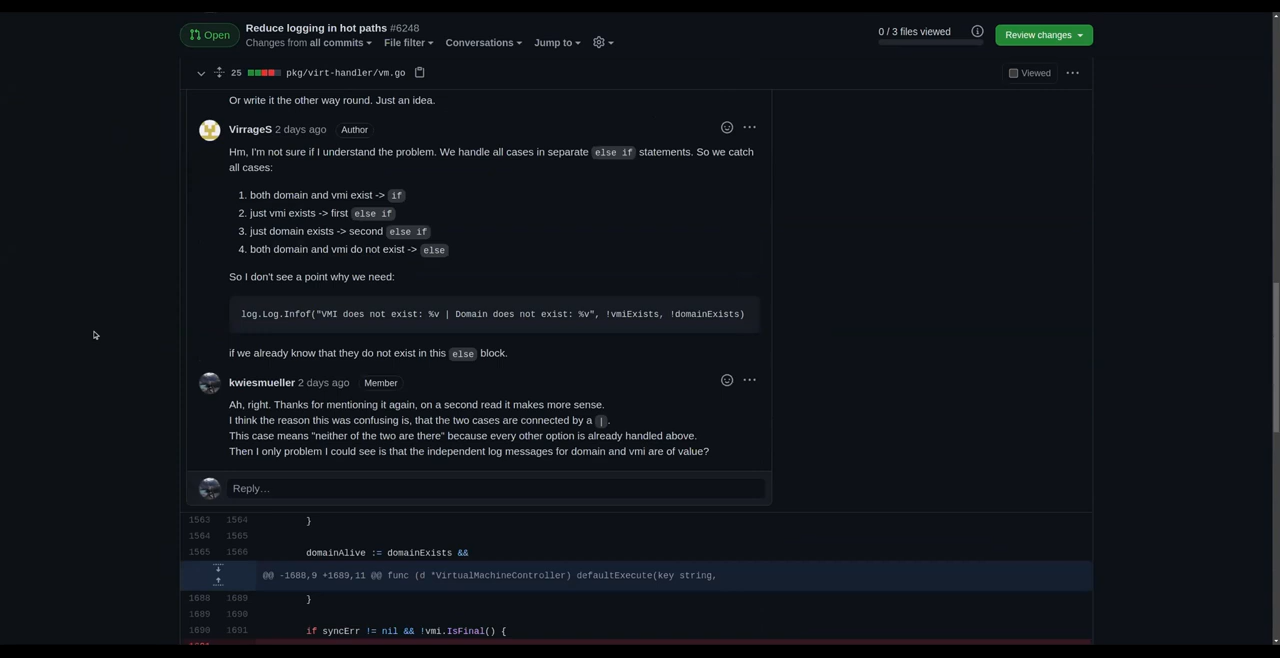 Open
Reduce logging in hot paths #6248
Changes from all commits File filter Conversations Jump to
0 / 3 files viewed
Review changes
25 pkg/virt-handler/vm.go
Viewed
Or write it the other way round. Just an idea.
VirrageS 2 days ago Author
Hm, I'm not sure if I understand the problem. We handle all cases in separate else if statements. So we catch
all cases:
1. both domain and vmi exist -> if
2. just vmi exists -> first else if
3. just domain exists -> second else if
4. both domain and vmi do not exist -> else
So I don't see a point why we need:
log.Log.Infof("VMI does not exist: %v | Domain does not exist: %v", !vmiExists, !domainExists)
if we already know that they do not exist in this else block.
kwiesmueller 2 days ago Member
Ah, right. Thanks for mentioning it again, on a second read it makes more sense.
I think the reason this was confusing is, that the two cases are connected by a |.
This case means "neither of the two are there" because every other option is already handled above.
Then I only problem I could see is that the independent log messages for domain and vmi are of value?
Reply…
1563 1564 }
1564 1565
1565 1566 domainAlive := domainExists &&
@@ -1688,9 +1689,11 @@ func (d *VirtualMachineController) defaultExecute(key string,
1688 1689 }
1689 1690
1690 1691 if syncErr != nil && !vmi.IsFinal() {